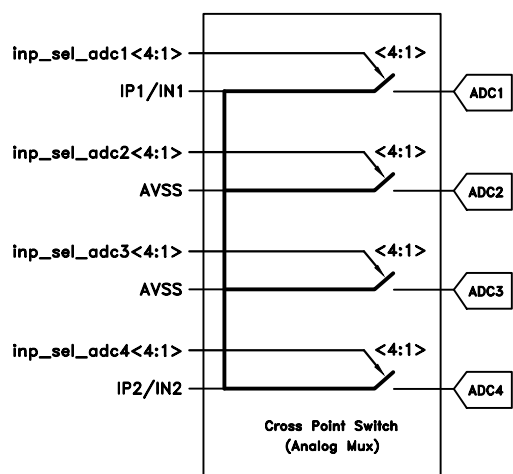 inp_sel_adc1<4:1> <4:1>
IP1/IN1 ADC1
inp_sel_adc2<4:1> <4:1>
AVSS ADC2
inp_sel_adc3<4:1> <4:1>
AVSS ADC3
inp_sel_adc4<4:1> <4:1>
IP2/IN2 ADC4
Cross Point Switch
(Analog Mux)